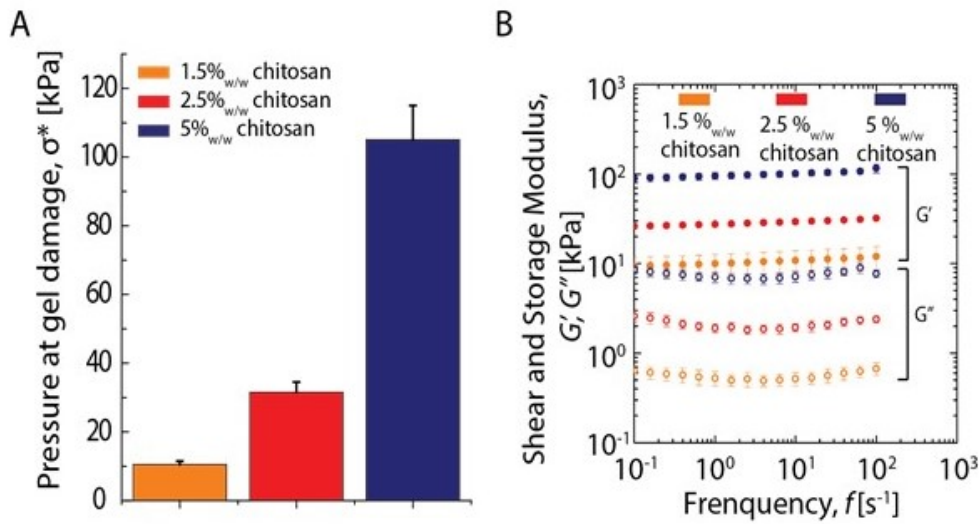 A
Pressure at gel damage, σ* [kPa]
120
100
80
60
40
20
0
1.5%w/w chitosan
2.5%w/w chitosan
5%w/w chitosan
B
Shear and Storage Modulus,
G', G" [kPa]
10³
10²
10¹
10⁰
10⁻¹
1.5 %w/w
chitosan
2.5 %w/w
chitosan
5 %w/w
chitosan
G'
G"
10⁻¹ 10⁰ 10¹ 10² 10³
Frenquency, f [s⁻¹]